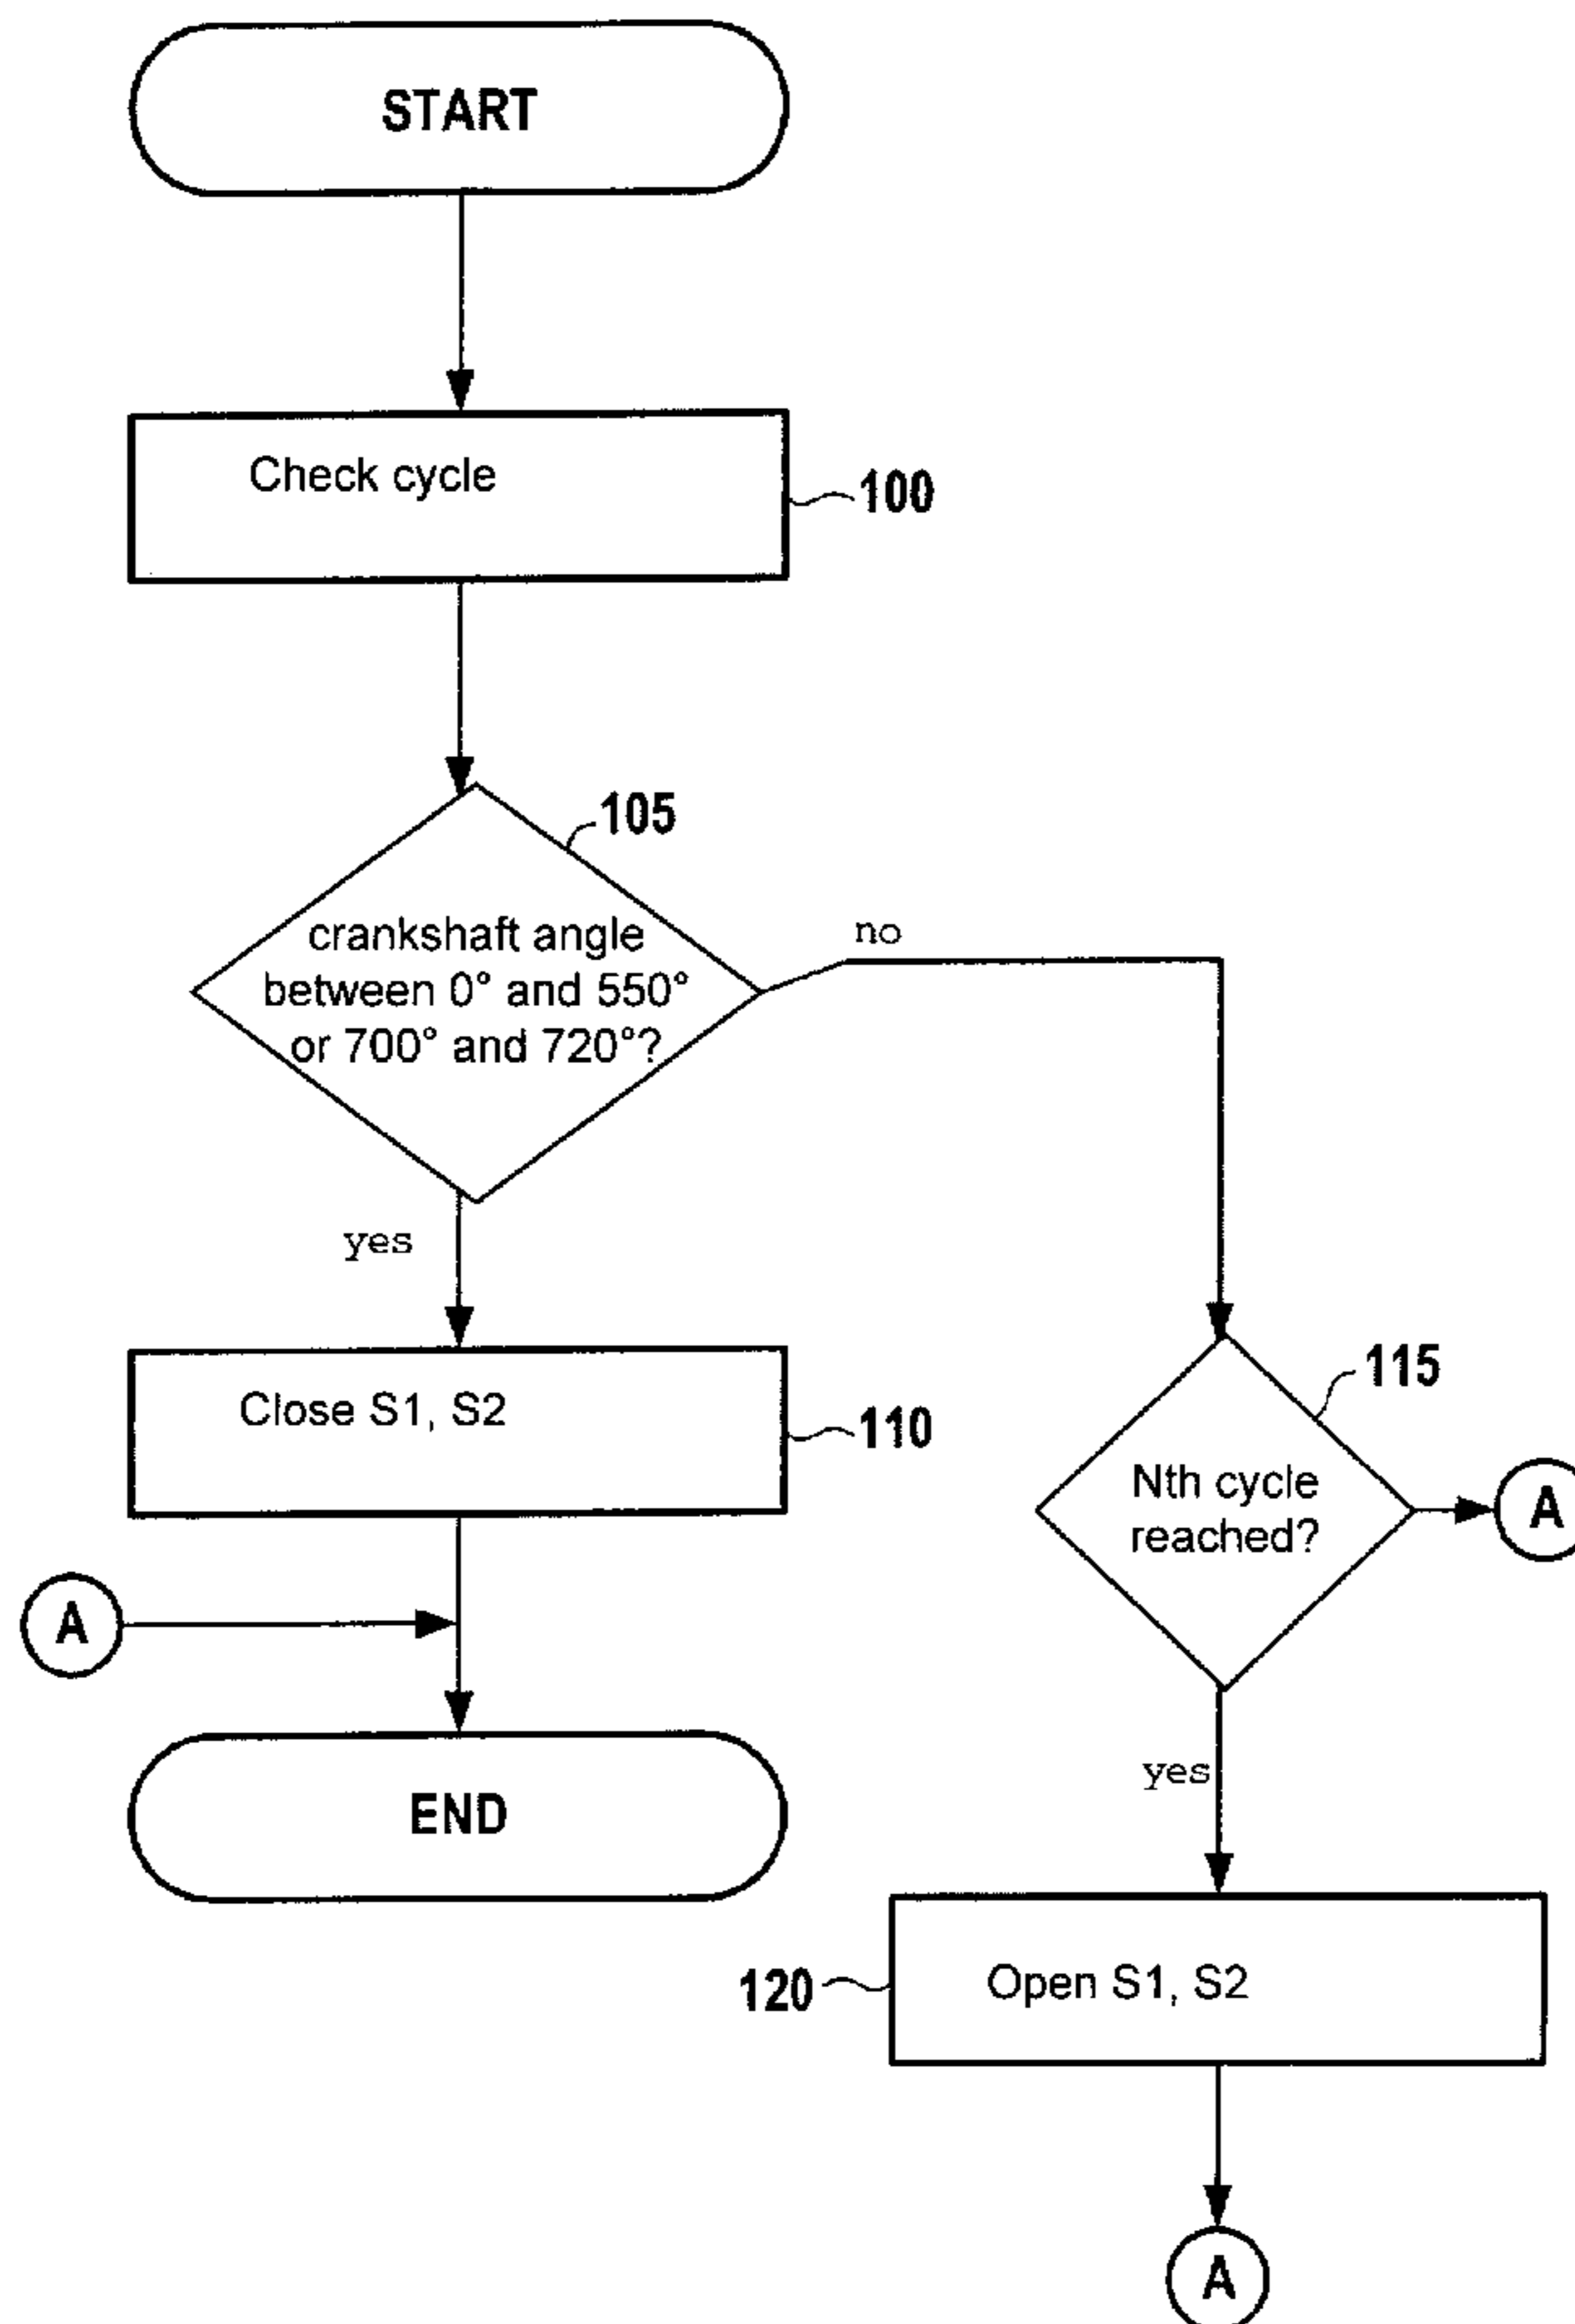 START
Check cycle
100
105
crankshaft angle
between 0° and 550°
or 700° and 720°?
no
yes
Close S1, S2
110
115
Nth cycle
reached?
A
A
END
yes
120
Open S1, S2
A